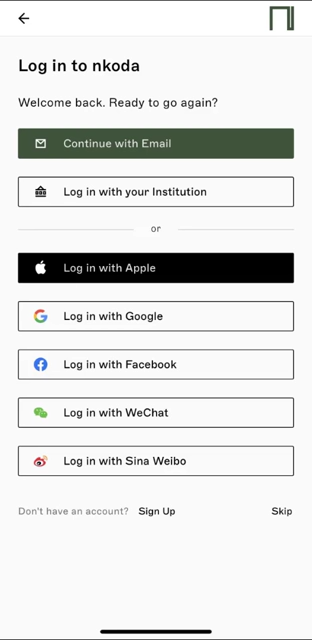 Log in to nkoda
Welcome back. Ready to go again?
Continue with Email
Log in with your Institution
or
Log in with Apple
Log in with Google
Log in with Facebook
Log in with WeChat
Log in with Sina Weibo
Don't have an account? Sign Up Skip